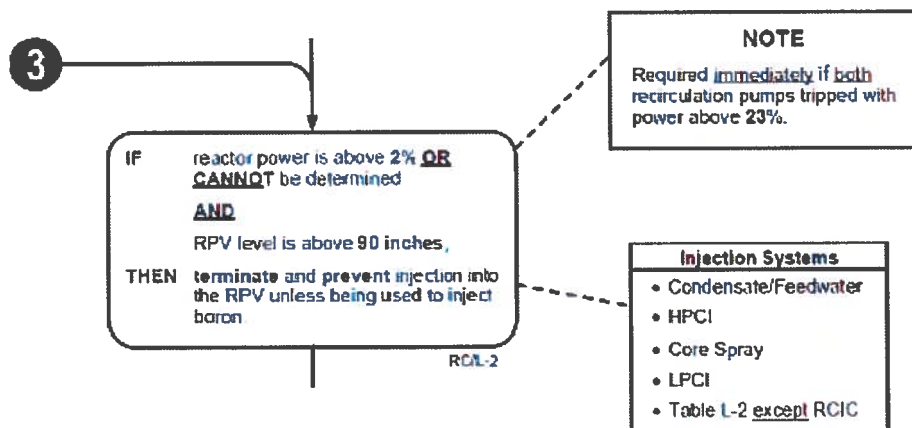 3
NOTE
Required immediately if both
recirculation pumps tripped with
power above 23%.
IF reactor power is above 2% OR
CANNOT be determined
AND
RPV level is above 90 inches,
THEN terminate and prevent injection into
the RPV unless being used to inject
boron
RC/L-2
Injection Systems
• Condensate/Feedwater
• HPCI
• Core Spray
• LPCI
• Table L-2 except RCIC